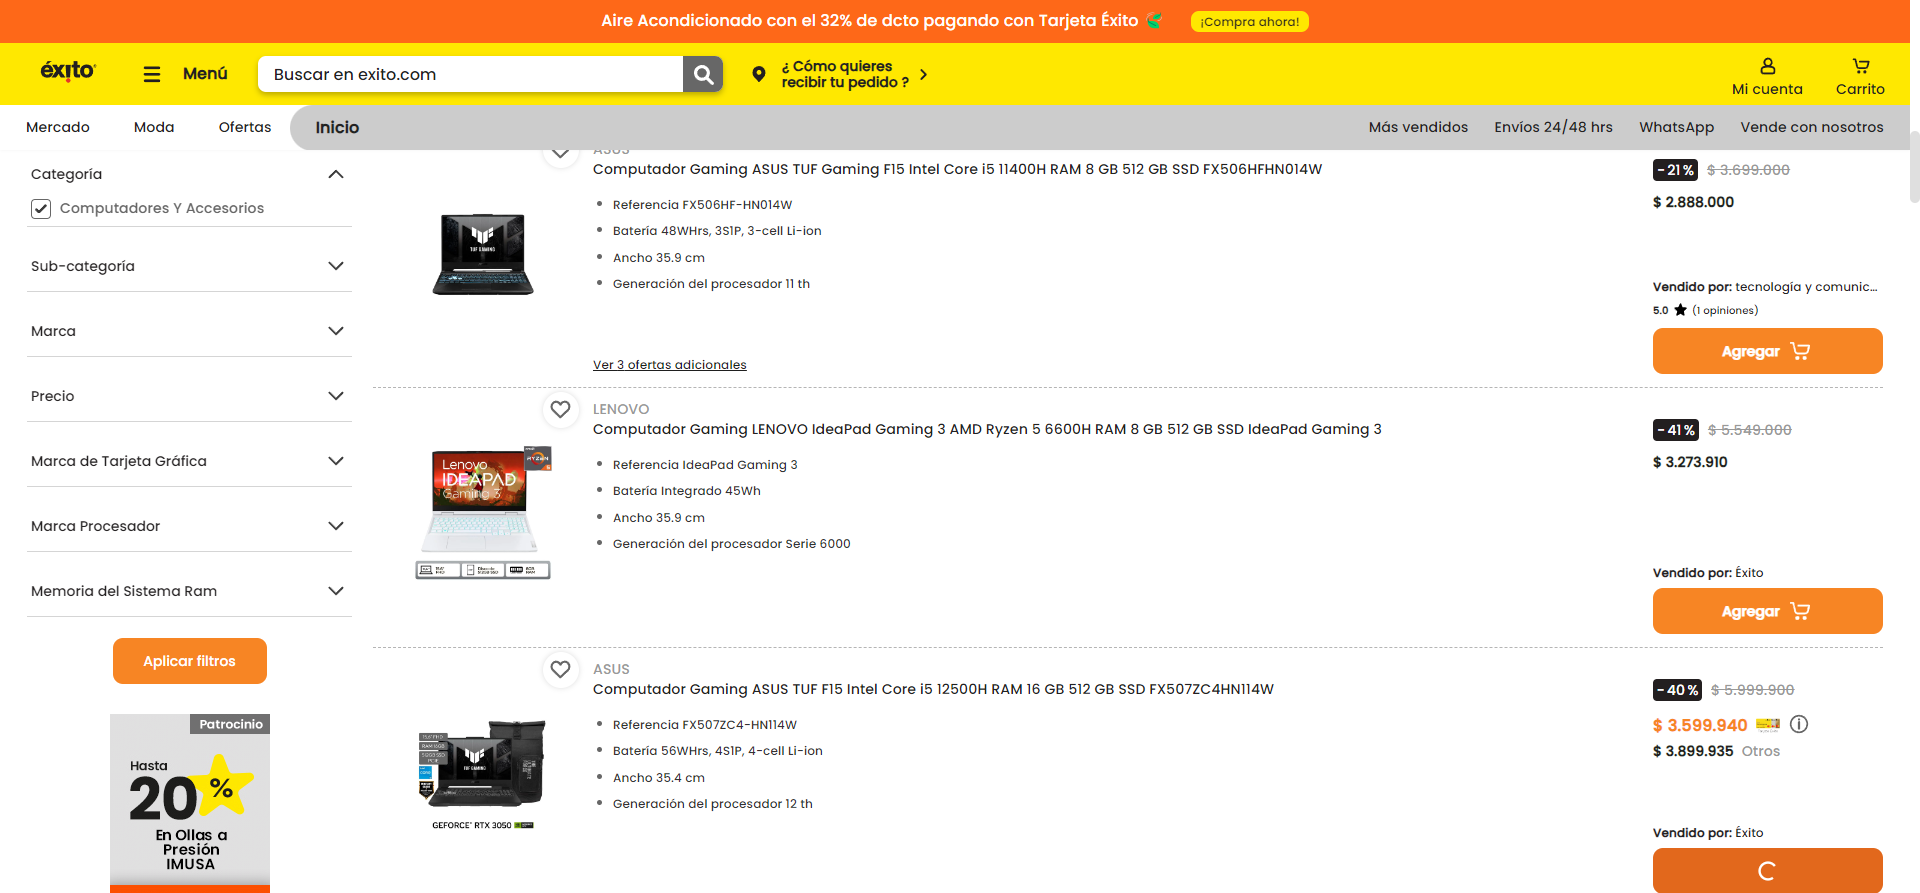 Aire Acondicionado con el 32% de dcto pagando con Tarjeta Éxito
¡Compra ahora!
éxito
Menú
Buscar en exito.com
¿ Cómo quieres
recibir tu pedido ?
Mi cuenta
Carrito
Mercado
Moda
Ofertas
Inicio
Más vendidos
Envíos 24/48 hrs
WhatsApp
Vende con nosotros
Categoría
Computadores Y Accesorios
Sub-categoría
Marca
Precio
Marca de Tarjeta Gráfica
Marca Procesador
Memoria del Sistema Ram
Aplicar filtros
Patrocinio
Hasta
20 %
En Ollas a
Presión
IMUSA
ASUS
Computador Gaming ASUS TUF Gaming F15 Intel Core i5 11400H RAM 8 GB 512 GB SSD FX506HFHN014W
Referencia FX506HF-HN014W
Batería 48WHrs, 3S1P, 3-cell Li-ion
Ancho 35.9 cm
Generación del procesador 11 th
Ver 3 ofertas adicionales
TUF GAMING
- 21 % $ 3.699.000
$ 2.888.000
Vendido por: tecnología y comunic...
5.0 (1 opiniones)
Agregar
LENOVO
Computador Gaming LENOVO IdeaPad Gaming 3 AMD Ryzen 5 6600H RAM 8 GB 512 GB SSD IdeaPad Gaming 3
Referencia IdeaPad Gaming 3
Batería Integrado 45Wh
Ancho 35.9 cm
Generación del procesador Serie 6000
Lenovo
IDEAPAD
Gaming 3
RYZEN
- 41 % $ 5.549.000
$ 3.273.910
Vendido por: Éxito
Agregar
ASUS
Computador Gaming ASUS TUF F15 Intel Core i5 12500H RAM 16 GB 512 GB SSD FX507ZC4HN114W
Referencia FX507ZC4-HN114W
Batería 56WHrs, 4S1P, 4-cell Li-ion
Ancho 35.4 cm
Generación del procesador 12 th
TUF GAMING
GEFORCE RTX 3050
- 40 % $ 5.999.900
$ 3.599.940
$ 3.899.935 Otros
Vendido por: Éxito